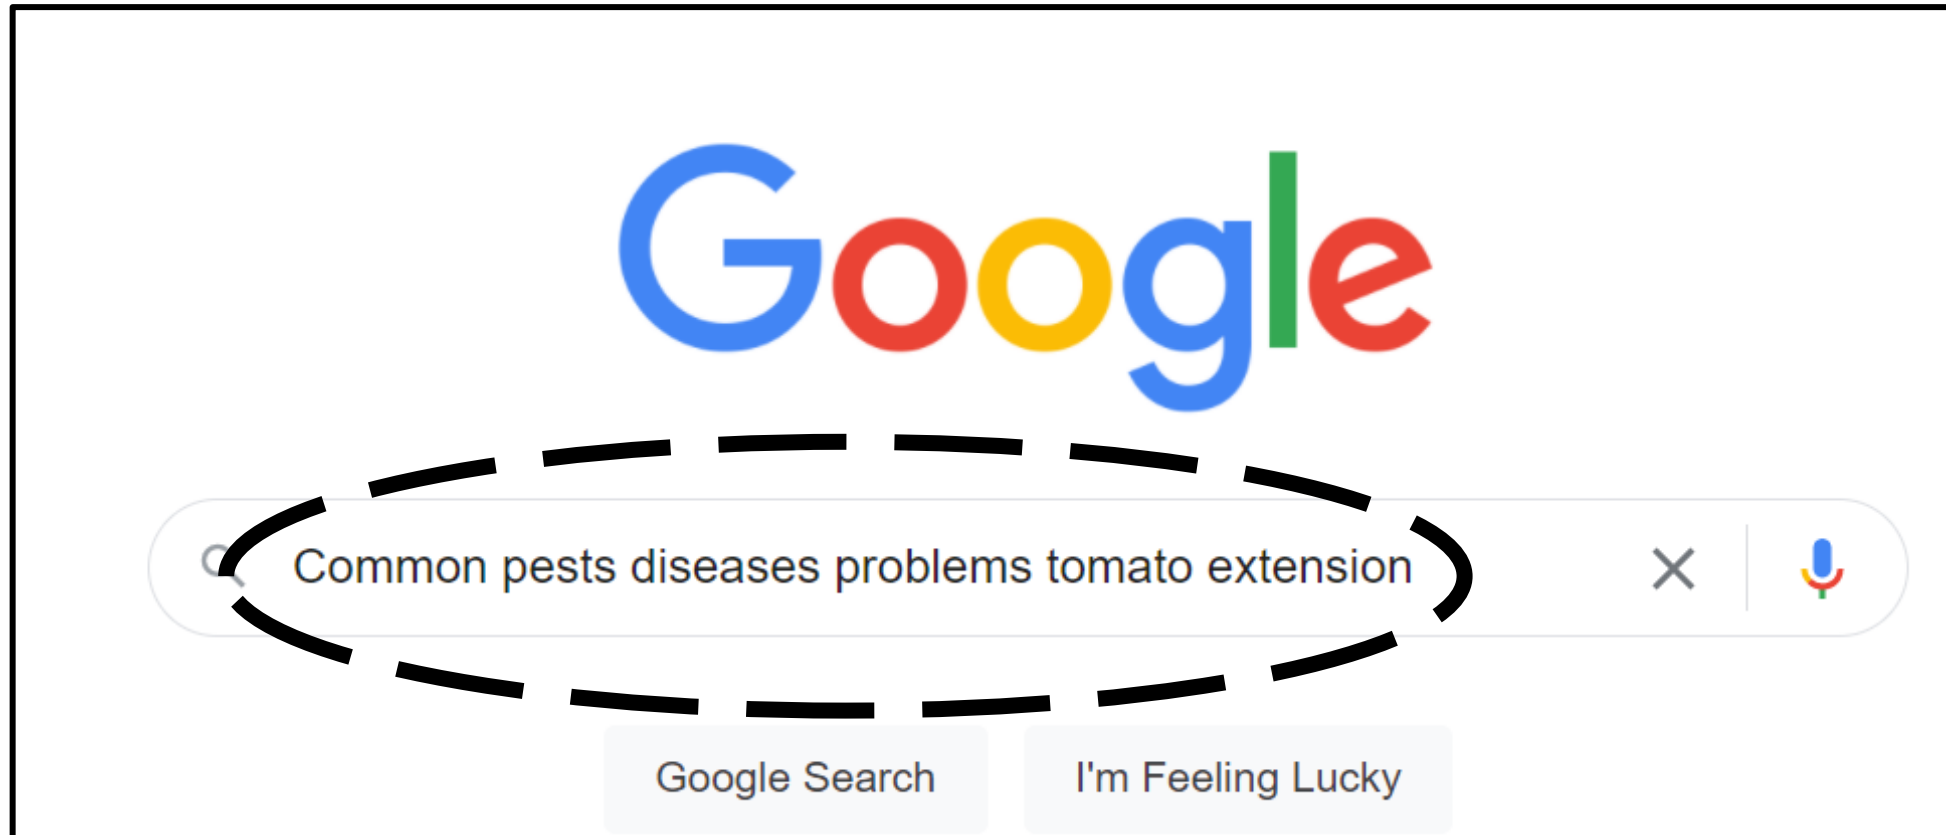 Google
Common pests diseases problems tomato extension
Google Search
I'm Feeling Lucky